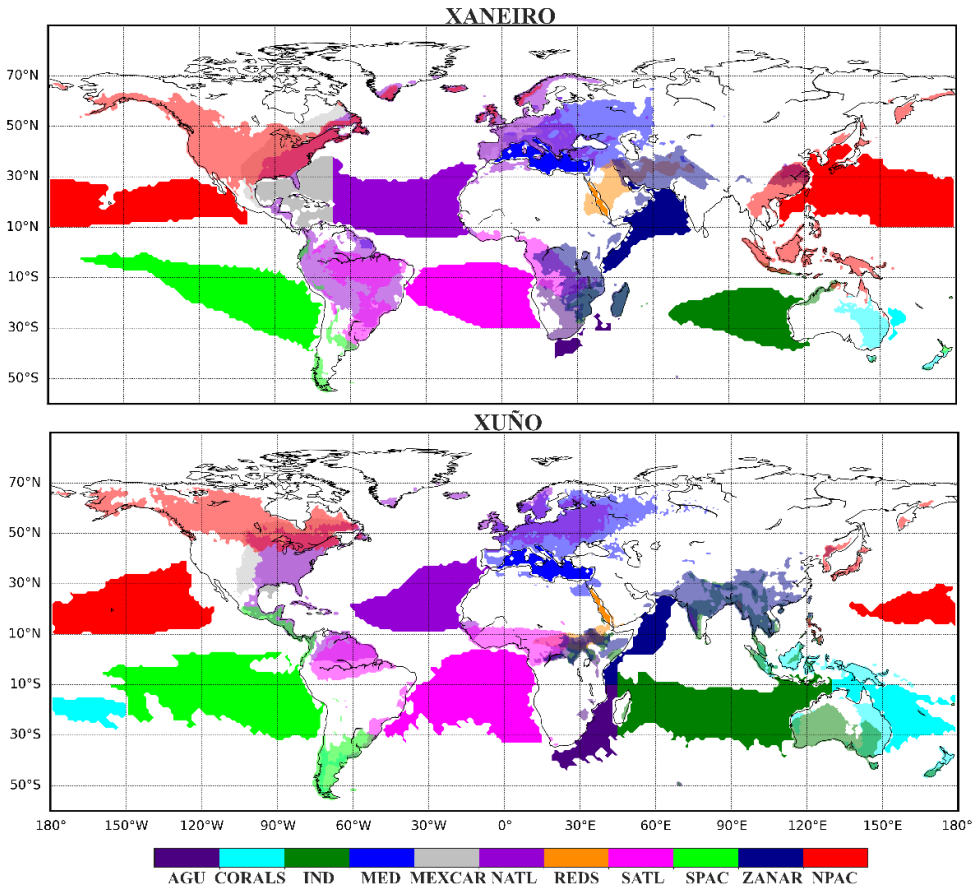 XANEIRO
70°N
50°N
30°N
10°N
10°S
30°S
50°S
XUÑO
70°N
50°N
30°N
10°N
10°S
30°S
50°S
180° 150°W 120°W 90°W 60°W 30°W 0° 30°E 60°E 90°E 120°E 150°E 180°
AGU CORALS IND MED MEXCAR NATL REDS SATL SPAC ZANAR NPAC